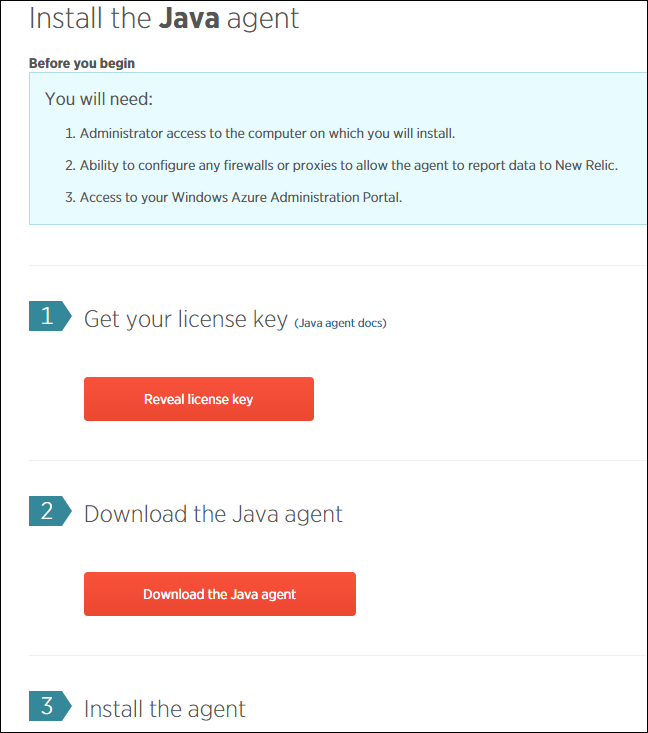 Install the Java agent
Before you begin
You will need:
1. Administrator access to the computer on which you will install.
2. Ability to configure any firewalls or proxies to allow the agent to report data to New Relic.
3. Access to your Windows Azure Administration Portal.
1 Get your license key (Java agent docs)
Reveal license key
2 Download the Java agent
Download the Java agent
3 Install the agent